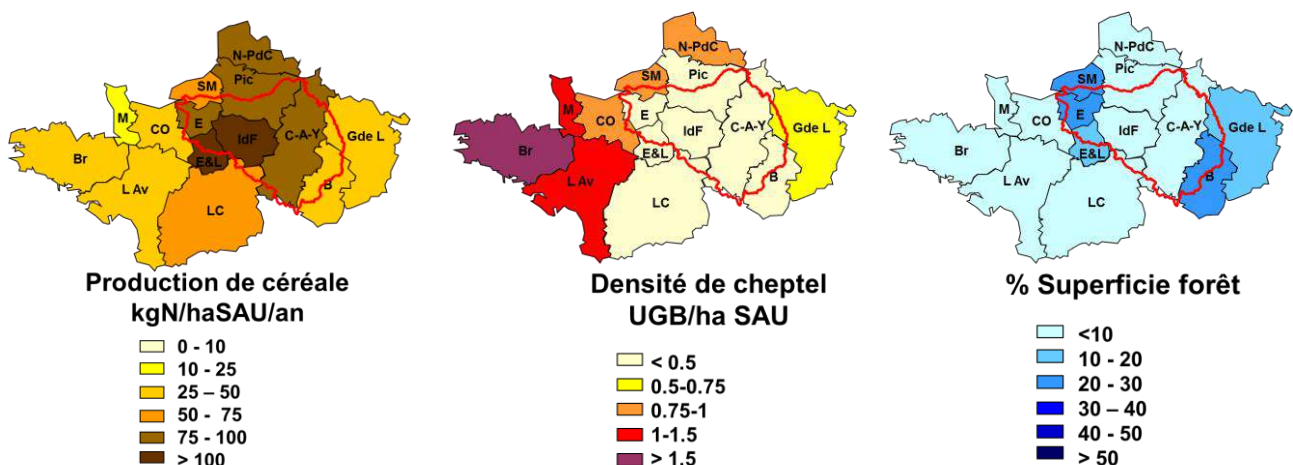 N-PdC
Pic
SM
M
CO
E
IdF
C-A-Y
Gde L
Br
E&L
L Av
B
LC
Production de céréale
kgN/haSAU/an
0 - 10
10 - 25
25 – 50
50 - 75
75 - 100
> 100
N-PdC
SM
Pic
M
CO
E
IdF
C-A-Y
Gde L
Br
E&L
L Av
B
LC
Densité de cheptel
UGB/ha SAU
< 0.5
0.5-0.75
0.75-1
1-1.5
> 1.5
N-PdC
SM
Pic
M
CO
E
IdF
C-A-Y
Gde L
Br
E&L
L Av
B
LC
% Superficie forêt
<10
10 - 20
20 - 30
30 – 40
40 - 50
> 50